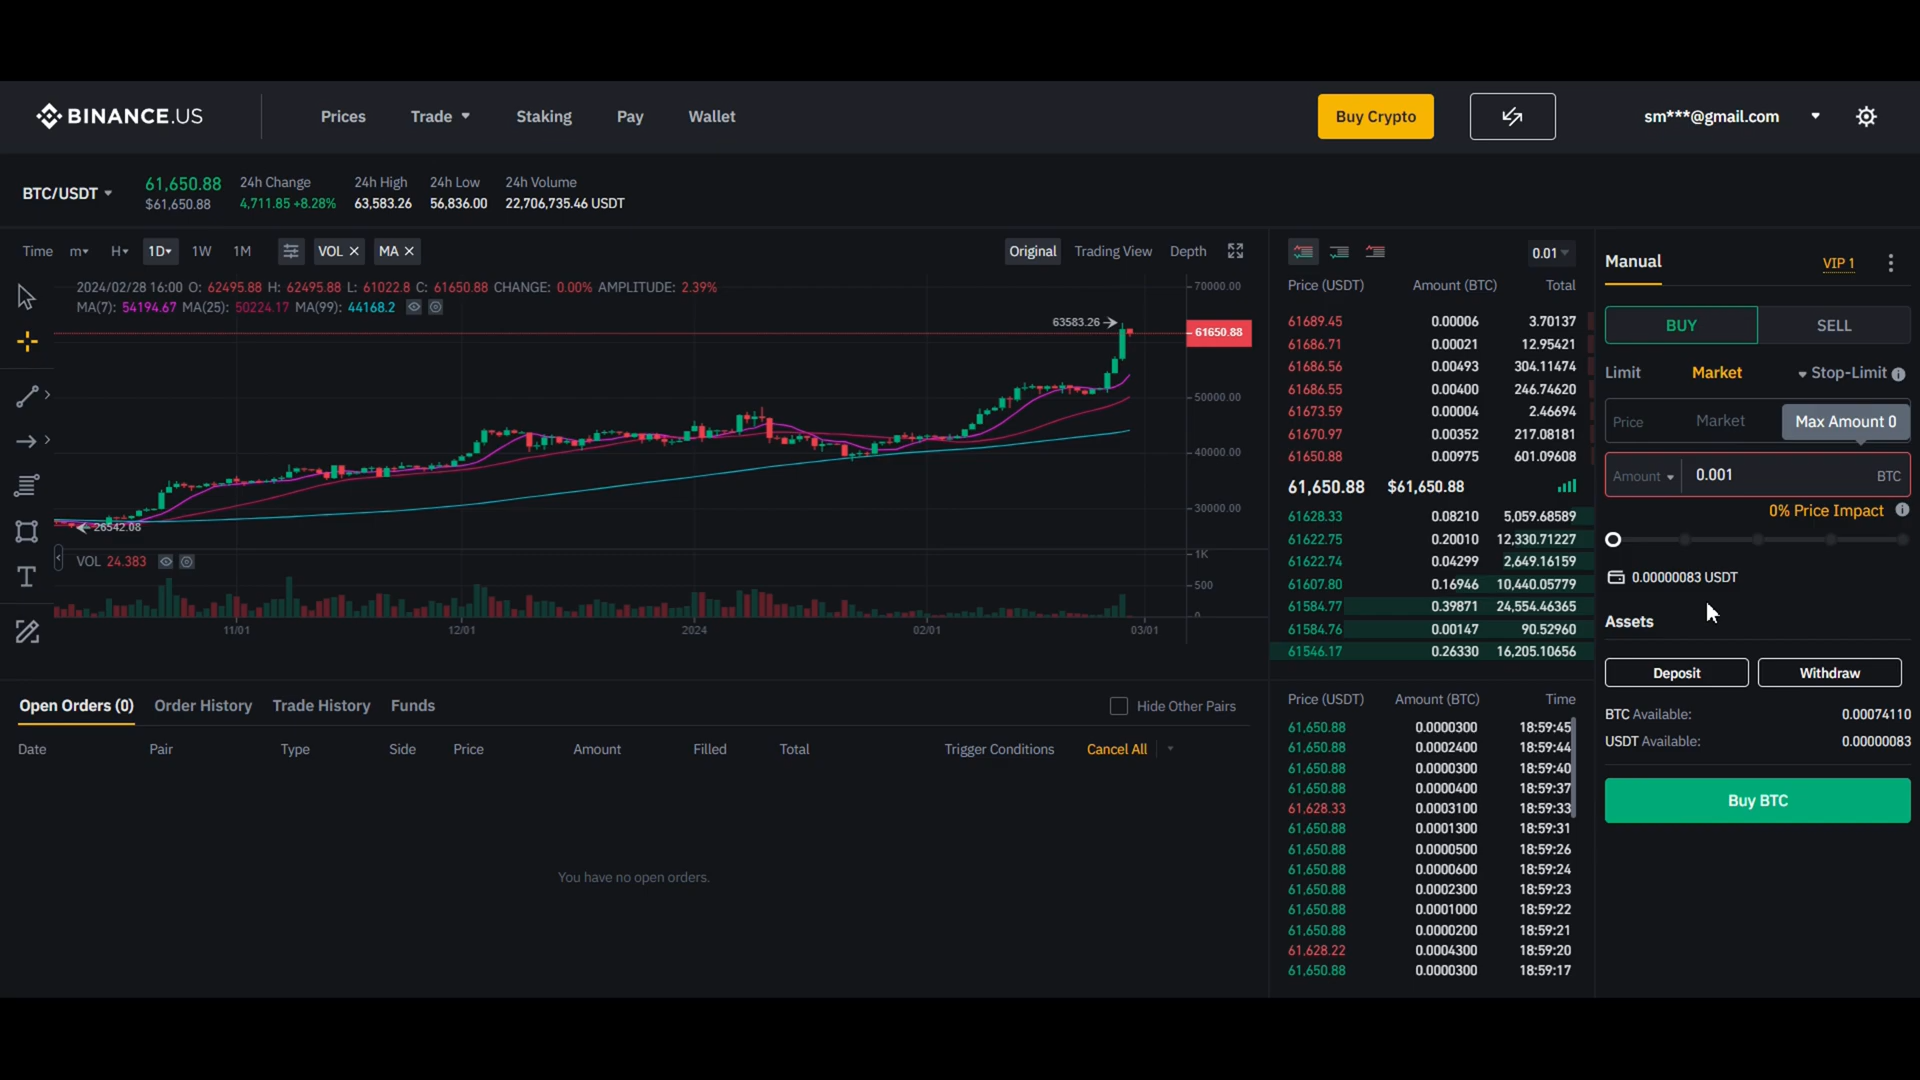 BINANCE.US
Prices Trade Staking Pay Wallet
Buy Crypto
sm***@gmail.com
BTC/USDT
61,650.88
$61,650.88
24h Change
4,711.85 +8.28%
24h High
63,583.26
24h Low
56,836.00
24h Volume
22,706,735.46 USDT
Time m H 1D 1W 1M VOL × MA × Original Trading View Depth
2024/02/28 16:00 O: 62495.88 H: 62495.88 L: 61022.8 C: 61650.88 CHANGE: 0.00% AMPLITUDE: 2.39%
MA(7): 54194.67 MA(25): 50224.17 MA(99): 44168.2
70000.00
63583.26
61650.88
50000.00
40000.00
30000.00
26542.08
VOL 24.383
1K
500
0
11/01 12/01 2024 02/01 03/01
0.01
Price (USDT) Amount (BTC) Total
61689.45 0.00006 3.70137
61686.71 0.00021 12.95421
61686.56 0.00493 304.11474
61686.55 0.00400 246.74620
61673.59 0.00004 2.46694
61670.97 0.00352 217.08181
61650.88 0.00975 601.09608
61,650.88 $61,650.88
61628.33 0.08210 5,059.68589
61622.75 0.20010 12,330.71227
61622.74 0.04299 2,649.16159
61607.80 0.16946 10,440.05779
61584.77 0.39871 24,554.46365
61584.76 0.00147 90.52960
61546.17 0.26330 16,205.10656
Price (USDT) Amount (BTC) Time
61,650.88 0.0000300 18:59:45
61,650.88 0.0002400 18:59:44
61,650.88 0.0000300 18:59:40
61,650.88 0.0000400 18:59:37
61,628.33 0.0003100 18:59:33
61,650.88 0.0001300 18:59:31
61,650.88 0.0000500 18:59:26
61,650.88 0.0000600 18:59:24
61,650.88 0.0002300 18:59:23
61,650.88 0.0001000 18:59:22
61,650.88 0.0000200 18:59:21
61,628.22 0.0004300 18:59:20
61,650.88 0.0000300 18:59:17
Manual VIP 1
BUY SELL
Limit Market Stop-Limit
Price Market Max Amount 0
Amount 0.001 BTC
0% Price Impact
0.00000083 USDT
Assets
Deposit Withdraw
BTC Available: 0.00074110
USDT Available: 0.00000083
Buy BTC
Open Orders (0) Order History Trade History Funds Hide Other Pairs
Date Pair Type Side Price Amount Filled Total Trigger Conditions Cancel All
You have no open orders.